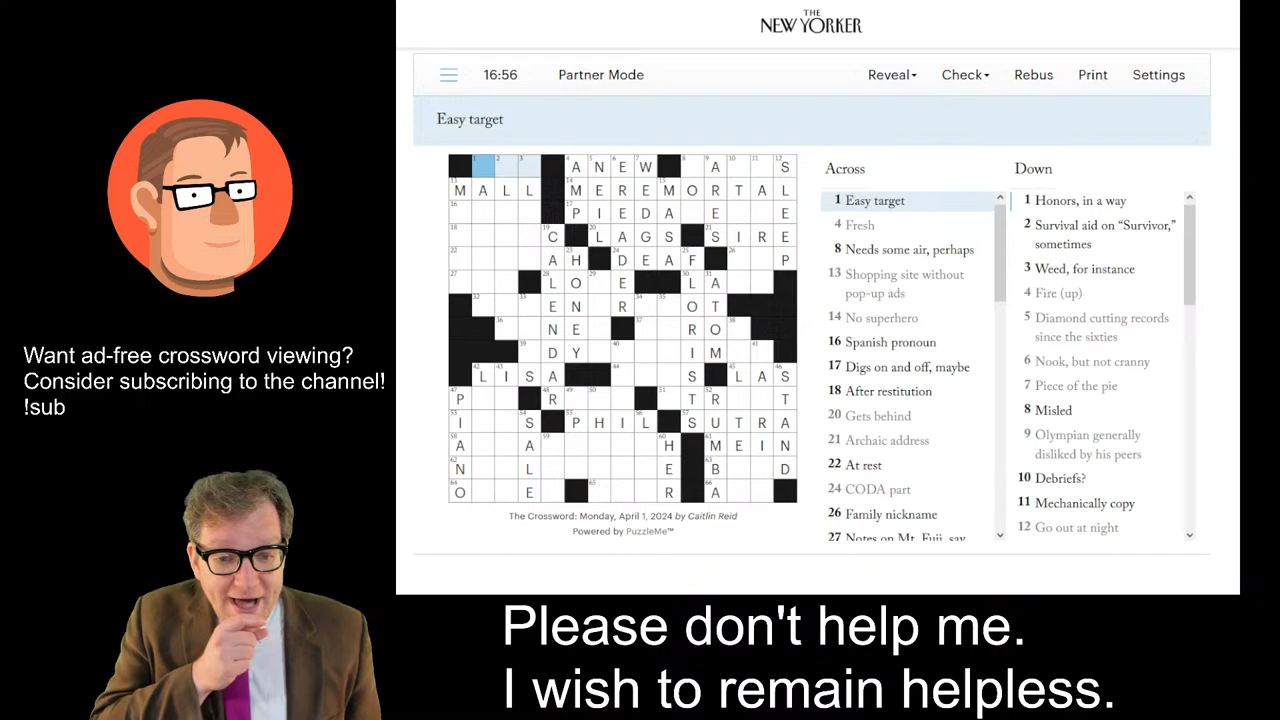 THE
NEW YORKER
16:56 Partner Mode Reveal Check Rebus Print Settings
Easy target
Across
1 Easy target
4 Fresh
8 Needs some air, perhaps
13 Shopping site without
pop-up ads
14 No superhero
16 Spanish pronoun
17 Digs on and off, maybe
18 After restitution
20 Gets behind
21 Archaic address
22 At rest
24 CODA part
26 Family nickname
27 Notes on Mt. Fuji, say
Down
1 Honors, in a way
2 Survival aid on “Survivor,”
sometimes
3 Weed, for instance
4 Fire (up)
5 Diamond cutting records
since the sixties
6 Nook, but not cranny
7 Piece of the pie
8 Misled
9 Olympian generally
disliked by his peers
10 Debriefs?
11 Mechanically copy
12 Go out at night
A N E W A S
M A L L M E R E M O R T A L
P I E D A R E
C L A G S S I R E
A H D E A F P
L O E L A
E N R O T
N E R O
D Y I M
L I S A S L A S
P R T R T
I S P H I L S U T R A
A A H M E I N
N L E B D
O E R A
The Crossword: Monday, April 1, 2024 by Caitlin Reid
Powered by PuzzleMe™
Want ad-free crossword viewing?
Consider subscribing to the channel!
!sub
Please don't help me.
I wish to remain helpless.